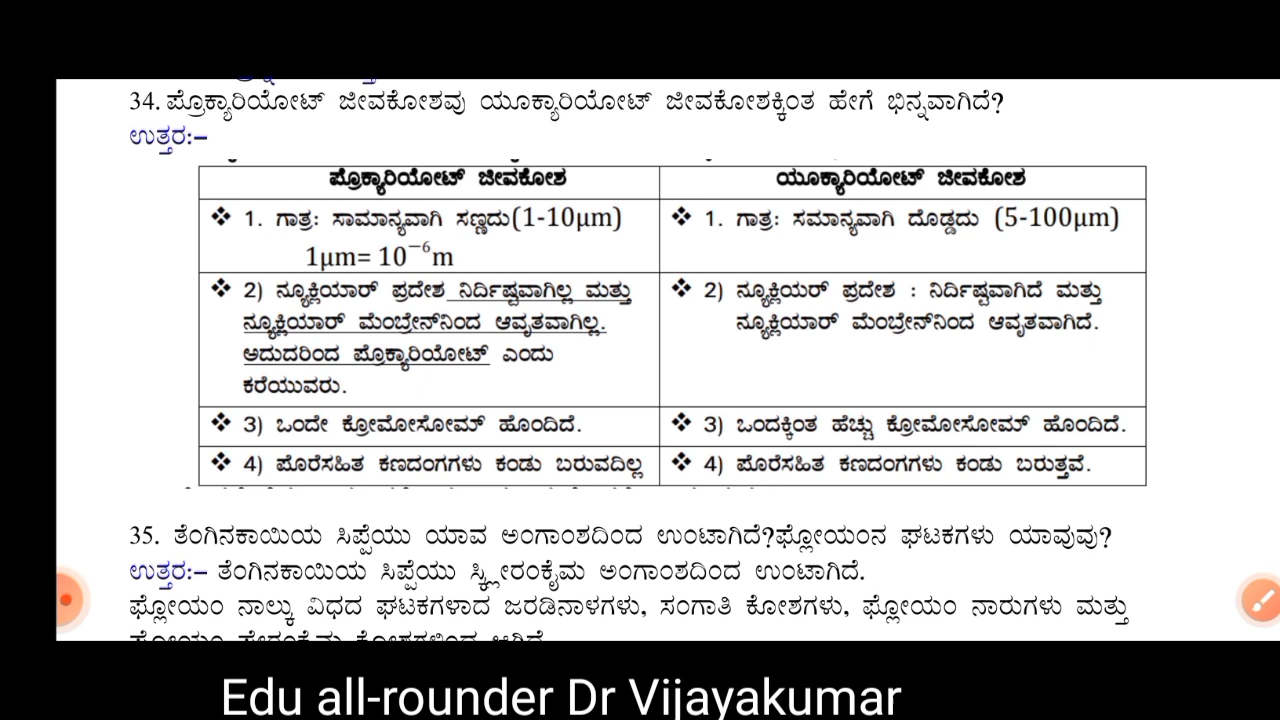 34. ಪ್ರೊಕ್ಯಾರಿಯೋಟ್ ಜೀವಕೋಶವು ಯೂಕ್ಯಾರಿಯೋಟ್ ಜೀವಕೋಶಕ್ಕಿಂತ ಹೇಗೆ ಭಿನ್ನವಾಗಿದೆ?
ಉತ್ತರ:–
ಪ್ರೊಕ್ಯಾರಿಯೋಟ್ ಜೀವಕೋಶ
ಯೂಕ್ಯಾರಿಯೋಟ್ ಜೀವಕೋಶ
❖ 1. ಗಾತ್ರ: ಸಾಮಾನ್ಯವಾಗಿ ಸಣ್ಣದು(1-10µm)
1µm= 10⁻⁶m
❖ 1. ಗಾತ್ರ: ಸಮಾನ್ಯವಾಗಿ ದೊಡ್ಡದು (5-100µm)
❖ 2) ನ್ಯೂಕ್ಲಿಯಾರ್ ಪ್ರದೇಶ ನಿರ್ದಿಷ್ಟವಾಗಿಲ್ಲ ಮತ್ತು
ನ್ಯೂಕ್ಲಿಯಾರ್ ಮೆಂಬ್ರೇನ್‌ನಿಂದ ಆವೃತವಾಗಿಲ್ಲ.
ಅದುದರಿಂದ ಪ್ರೊಕ್ಯಾರಿಯೋಟ್ ಎಂದು
ಕರೆಯುವರು.
❖ 2) ನ್ಯೂಕ್ಲಿಯರ್ ಪ್ರದೇಶ : ನಿರ್ದಿಷ್ಟವಾಗಿದೆ ಮತ್ತು
ನ್ಯೂಕ್ಲಿಯಾರ್ ಮೆಂಬ್ರೇನ್‌ನಿಂದ ಆವೃತವಾಗಿದೆ.
❖ 3) ಒಂದೇ ಕ್ರೋಮೋಸೋಮ್ ಹೊಂದಿದೆ.
❖ 3) ಒಂದಕ್ಕಿಂತ ಹೆಚ್ಚು ಕ್ರೋಮೋಸೋಮ್ ಹೊಂದಿದೆ.
❖ 4) ಪೊರೆಸಹಿತ ಕಣದಂಗಗಳು ಕಂಡು ಬರುವದಿಲ್ಲ
❖ 4) ಪೊರೆಸಹಿತ ಕಣದಂಗಗಳು ಕಂಡು ಬರುತ್ತವೆ.
35. ತೆಂಗಿನಕಾಯಿಯ ಸಿಪ್ಪೆಯು ಯಾವ ಅಂಗಾಂಶದಿಂದ ಉಂಟಾಗಿದೆ?ಫ್ಲೋಯಂನ ಘಟಕಗಳು ಯಾವುವು?
ಉತ್ತರ:– ತೆಂಗಿನಕಾಯಿಯ ಸಿಪ್ಪೆಯು ಸ್ಕ್ಲೀರಂಕೈಮ ಅಂಗಾಂಶದಿಂದ ಉಂಟಾಗಿದೆ.
ಫ್ಲೋಯಂ ನಾಲ್ಕು ವಿಧದ ಘಟಕಗಳಾದ ಜರಡಿನಾಳಗಳು, ಸಂಗಾತಿ ಕೋಶಗಳು, ಫ್ಲೋಯಂ ನಾರುಗಳು ಮತ್ತು
Edu all-rounder Dr Vijayakumar